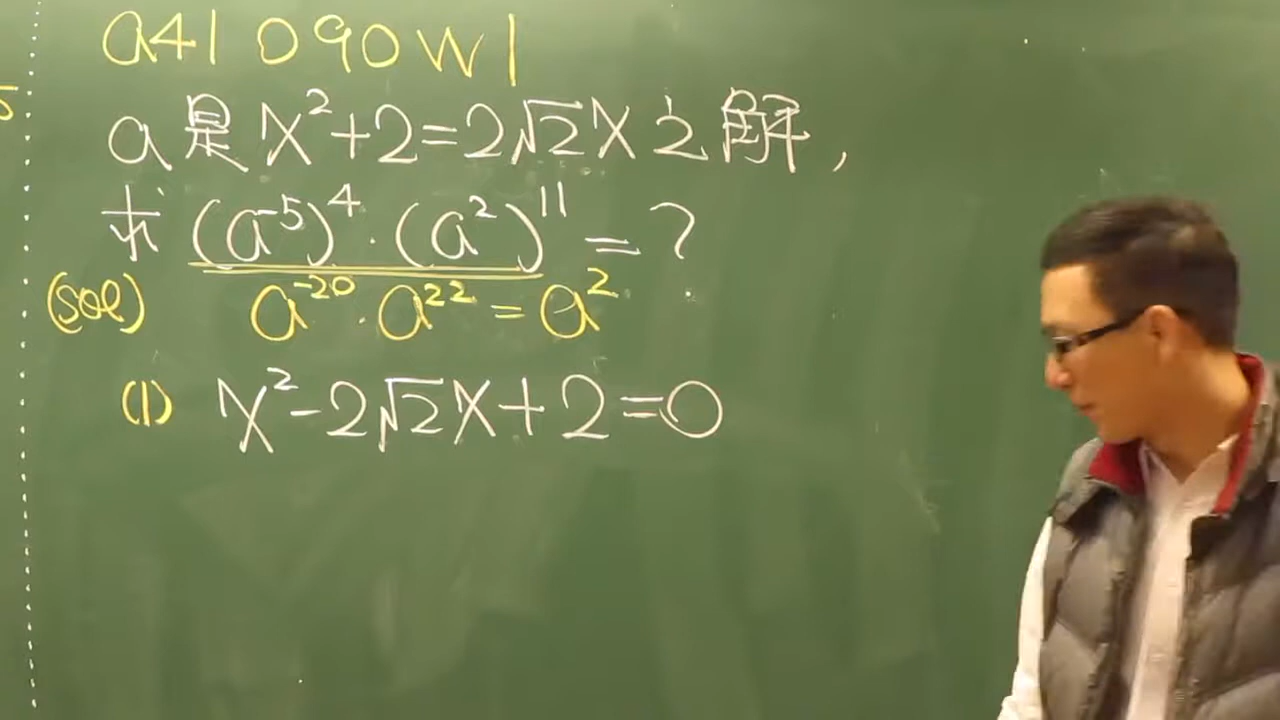 a41090w1
a是x²+2=2√2x之解,
求(a⁻⁵)⁴·(a²)¹¹=?
(sol) a⁻²⁰·a²²=a²
(1) x²-2√2x+2=0